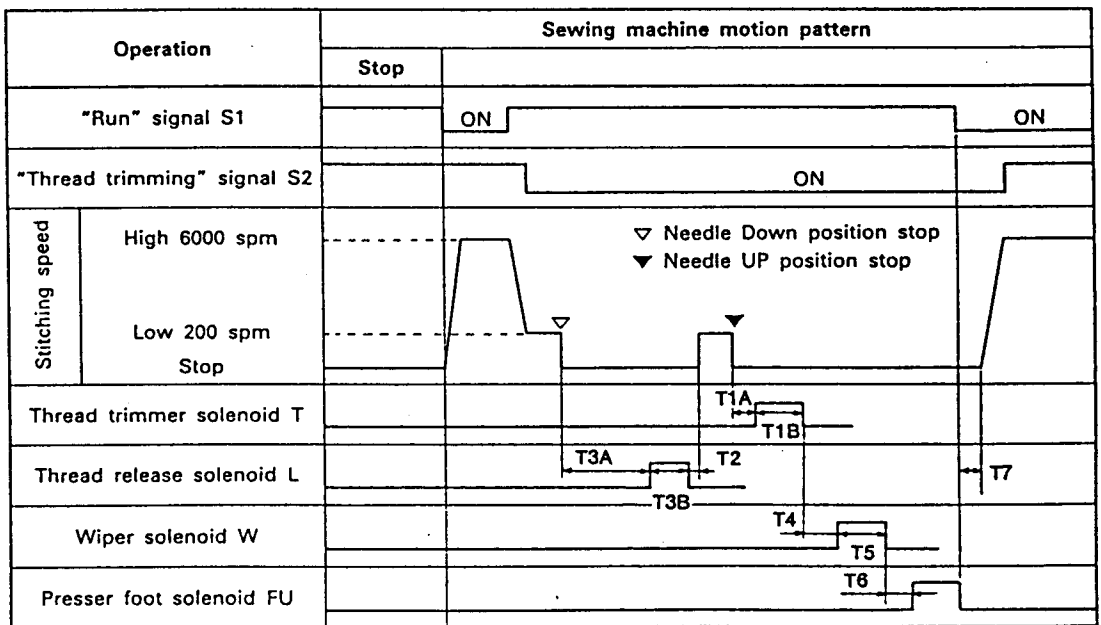 Operation
Sewing machine motion pattern
Stop
"Run" signal S1
ON
ON
"Thread trimming" signal S2
ON
Stitching speed
High 6000 spm
▽ Needle Down position stop
▼ Needle UP position stop
Low 200 spm
Stop
Thread trimmer solenoid T
T1A
T1B
Thread release solenoid L
T3A
T2
T7
T3B
Wiper solenoid W
T4
T5
Presser foot solenoid FU
T6